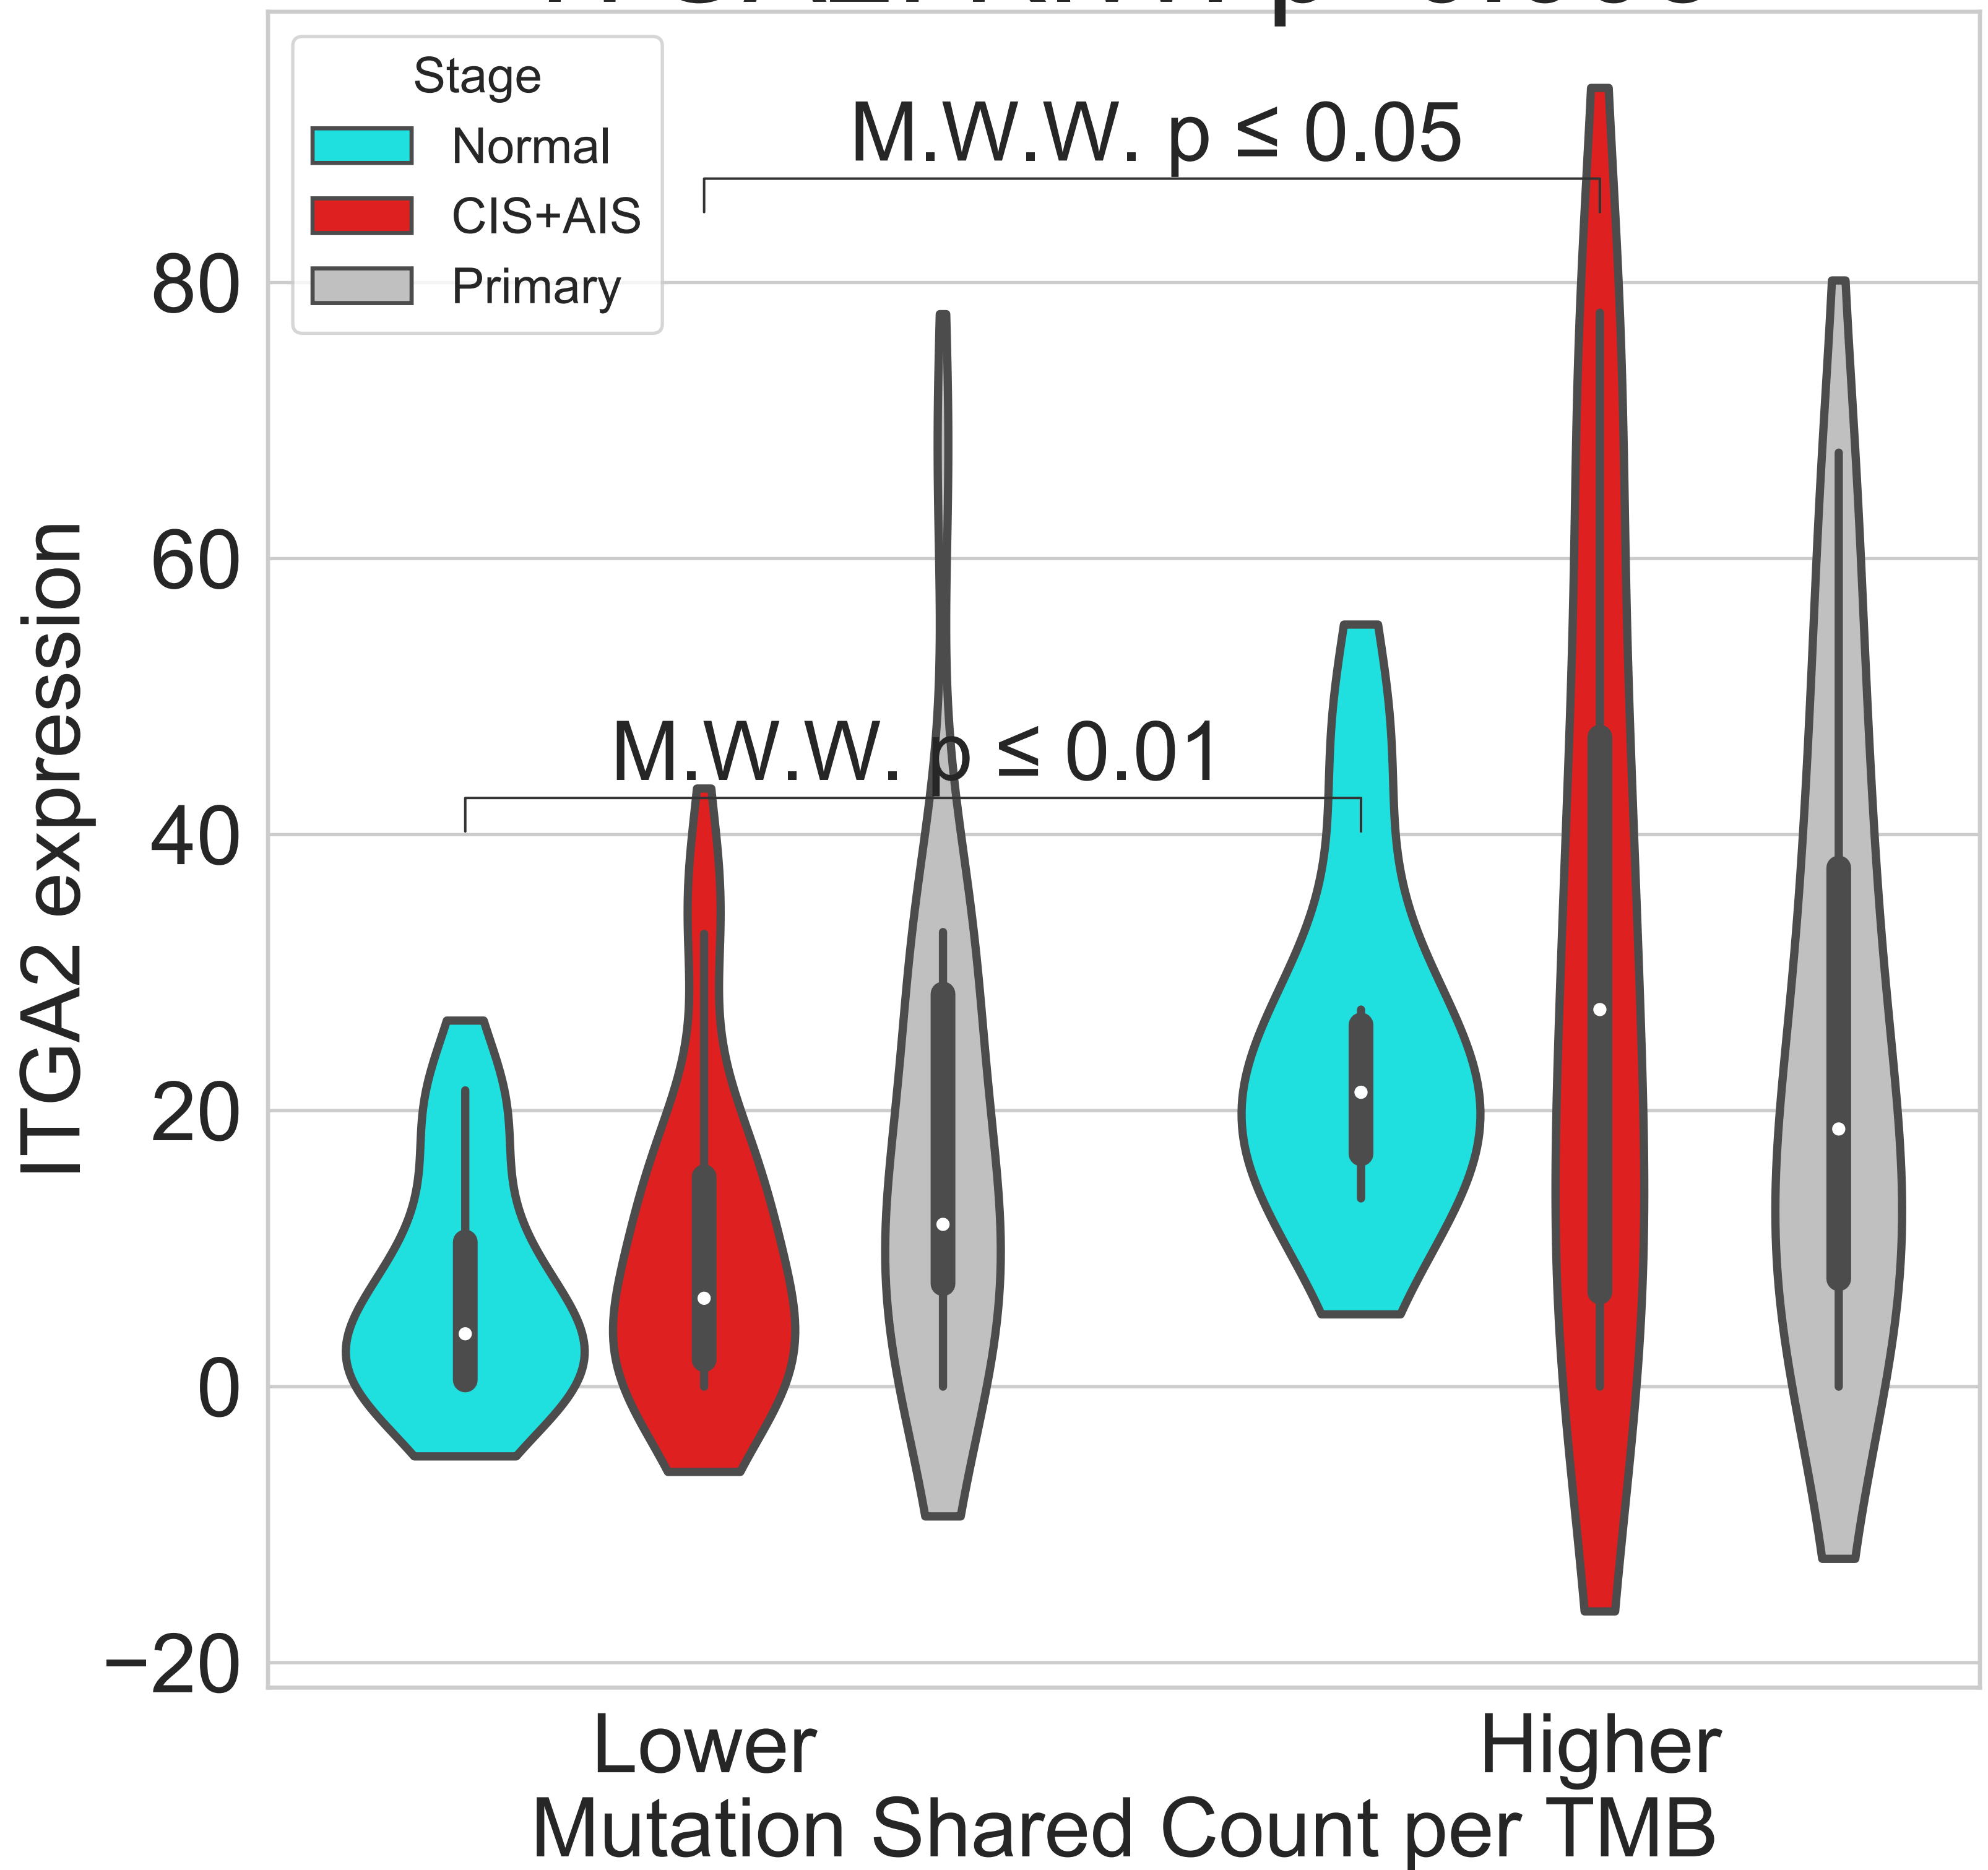 Stage
Normal
CIS+AIS
Primary
M.W.W. p ≤ 0.05
M.W.W. p ≤ 0.01
80
60
40
20
0
−20
ITGA2 expression
Lower
Higher
Mutation Shared Count per TMB